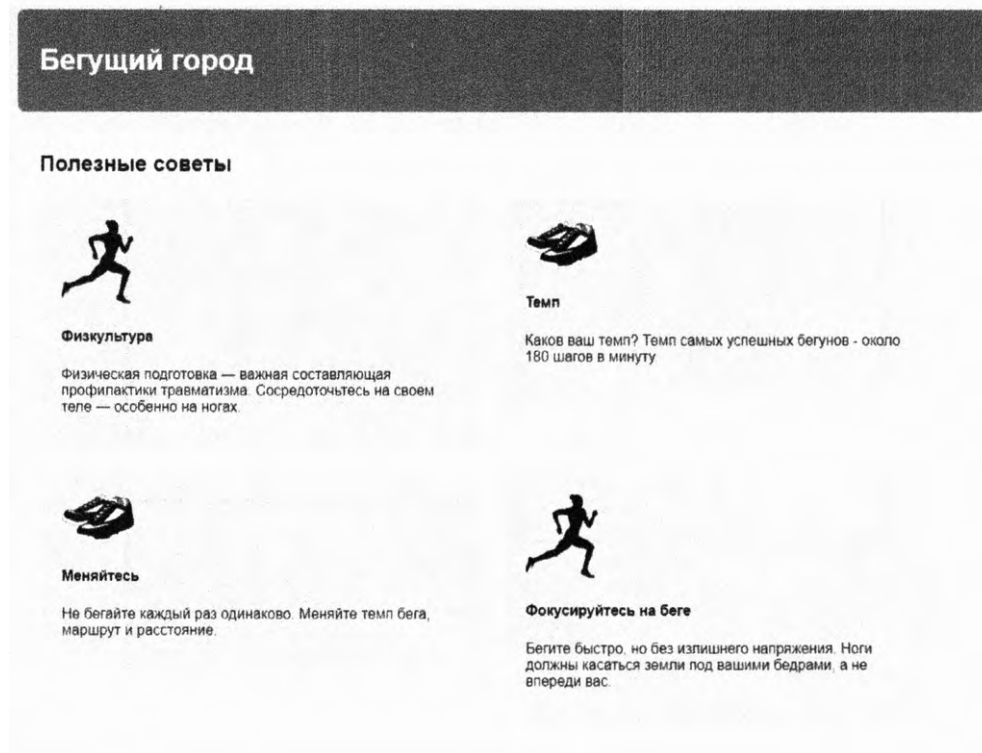 Бегущий город
Полезные советы
Физкультура
Физическая подготовка — важная составляющая
профилактики травматизма. Сосредоточьтесь на своем
теле — особенно на ногах.
Темп
Каков ваш темп? Темп самых успешных бегунов - около
180 шагов в минуту
Меняйтесь
Не бегайте каждый раз одинаково. Меняйте темп бега,
маршрут и расстояние.
Фокусируйтесь на беге
Бегите быстро, но без излишнего напряжения. Ноги
должны касаться земли под вашими бедрами, а не
впереди вас.